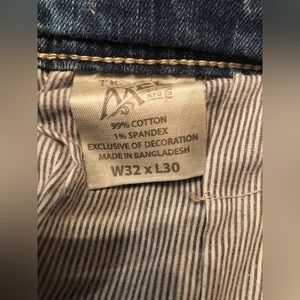 99% COTTON
1% SPANDEX
EXCLUSIVE OF DECORATION
MADE IN BANGLADESH
W32 x L30